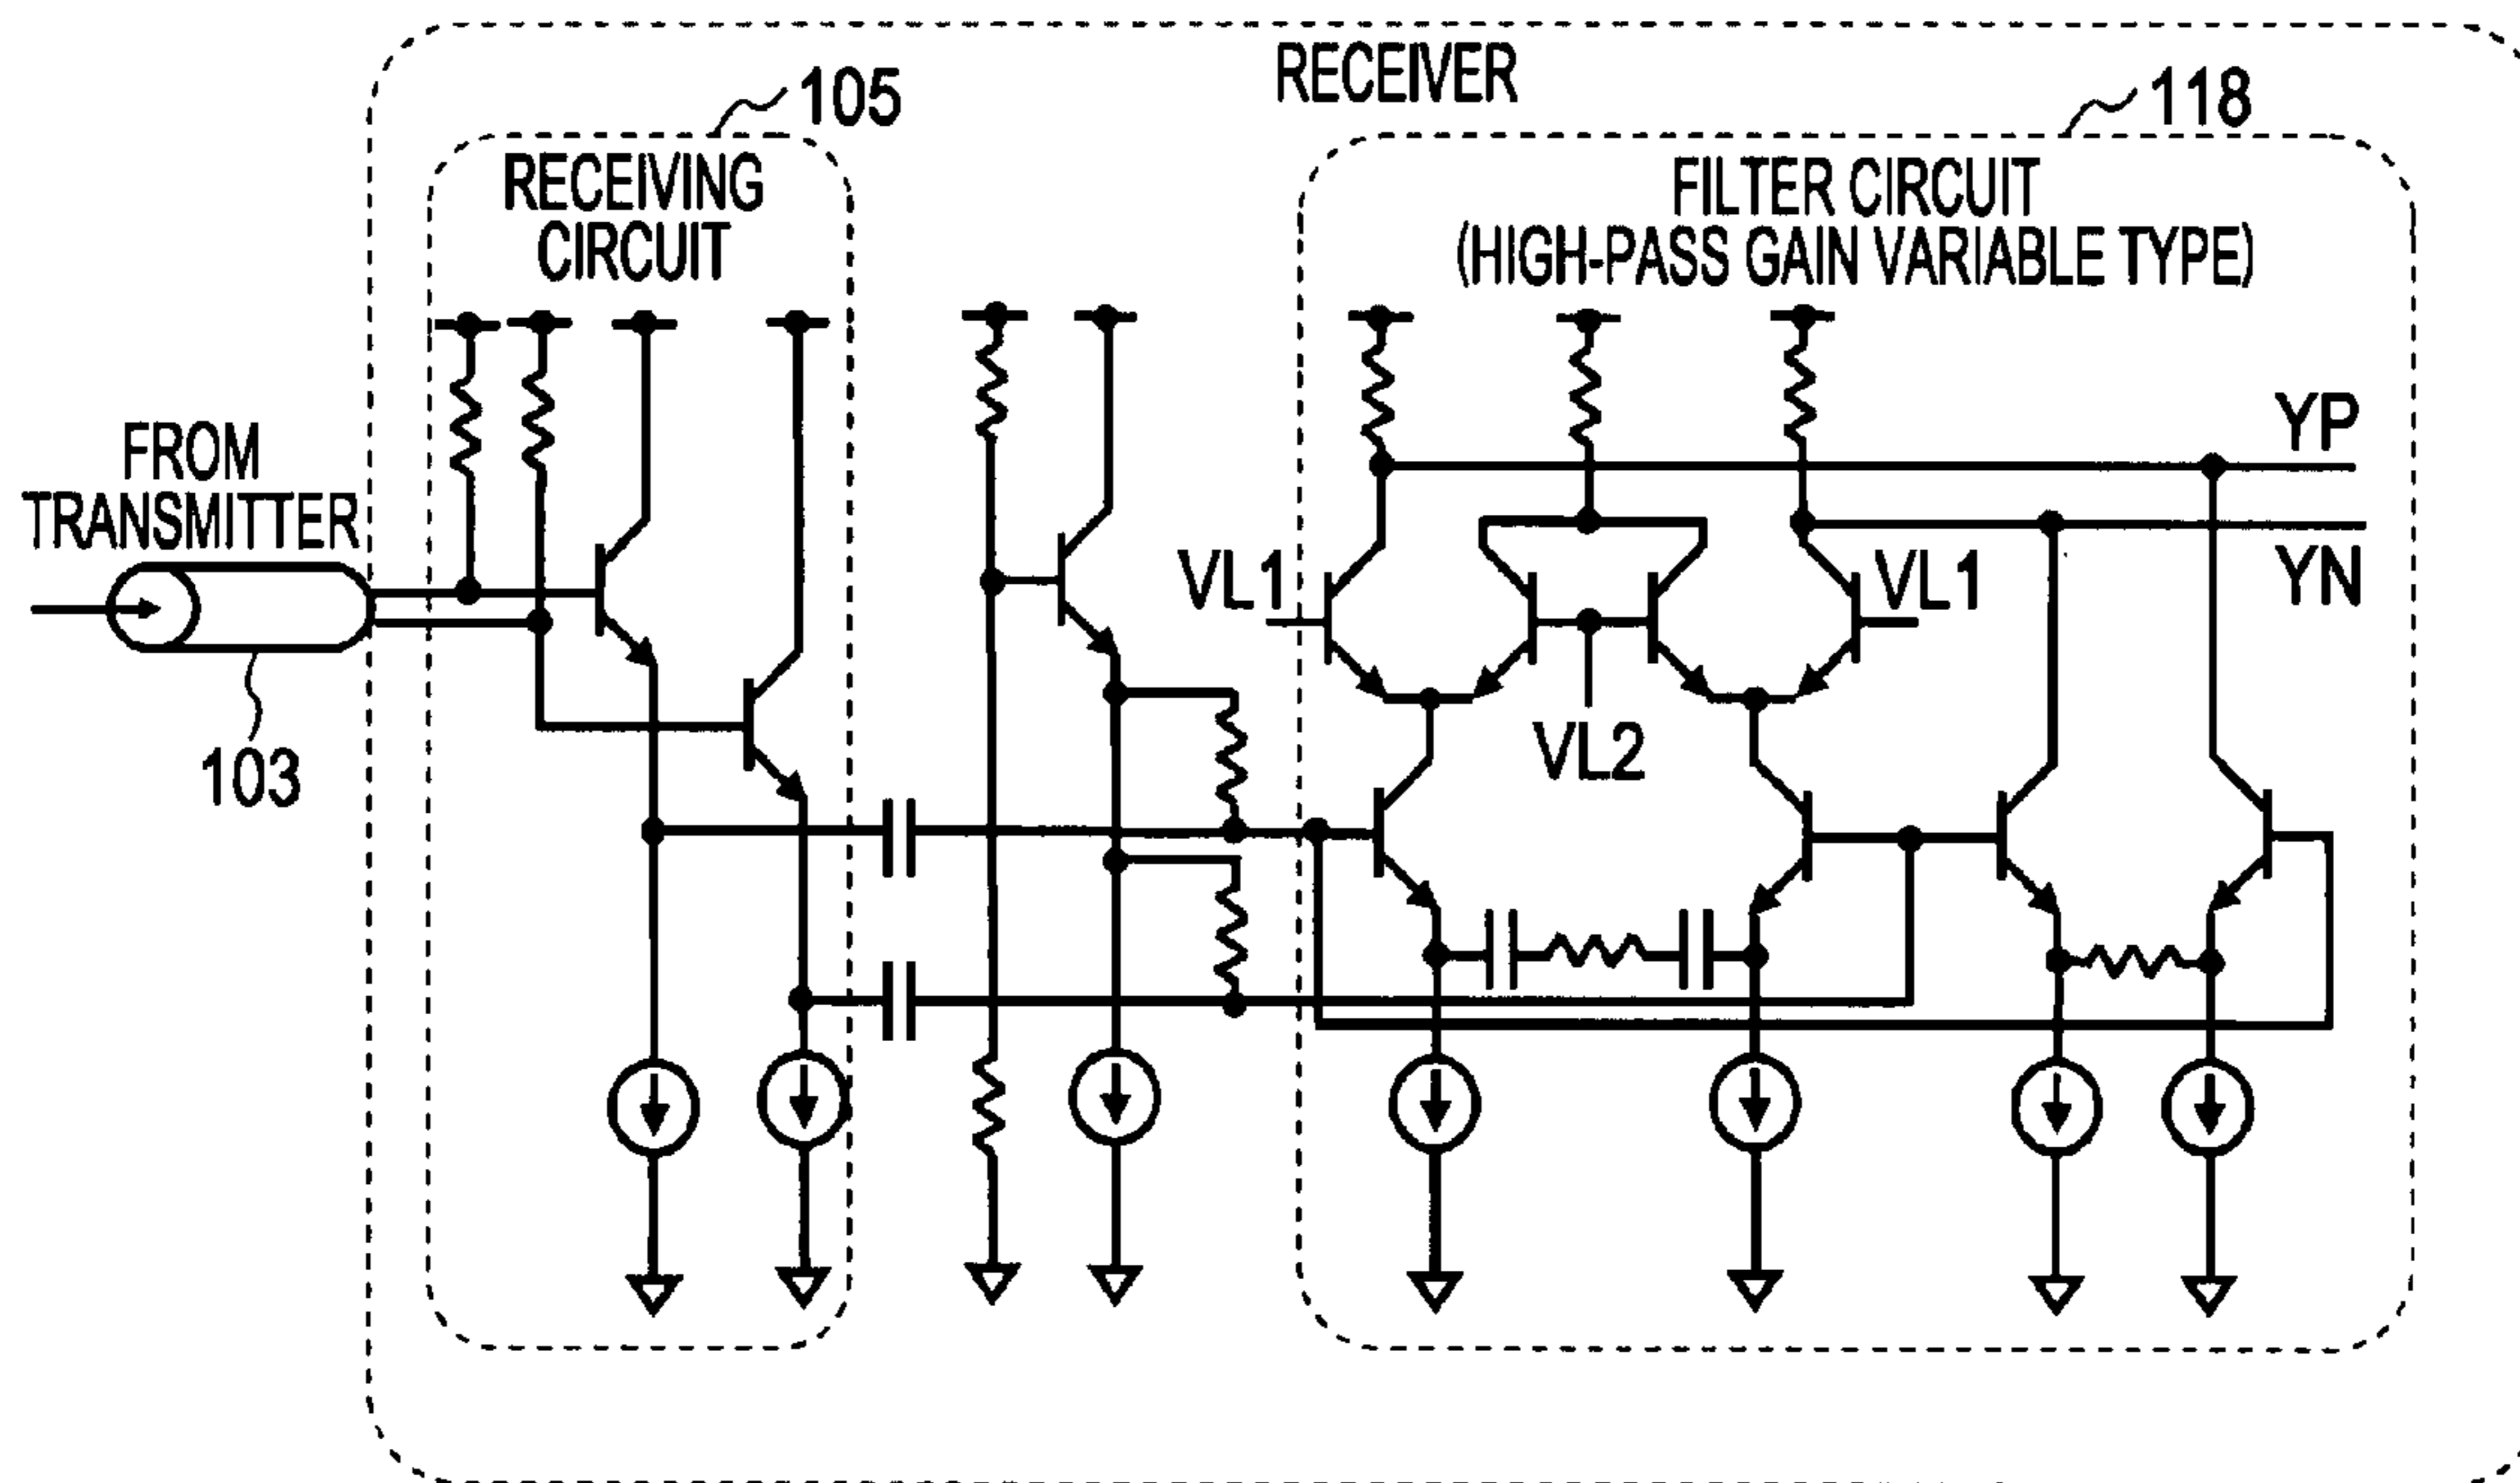 RECEIVER
105
118
RECEIVING
CIRCUIT
FILTER CIRCUIT
(HIGH-PASS GAIN VARIABLE TYPE)
FROM
TRANSMITTER
103
VL1
VL2
VL1
YP
YN